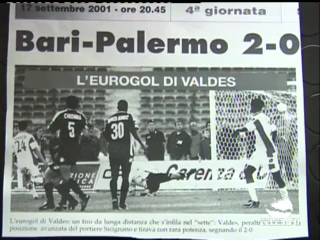 17 settembre 2001 - ore 20.45
4ª giornata
Bari-Palermo 2-0
L'EUROGOL DI VALDES
24
5
30
Carenza
L'eurogol di Valdes: un tiro da lunga distanza che s'infila nel "sette": Valdes, peraltro
posizione avanzata del portiere Sicignano e tirava con rara potenza, segnando il 2-0